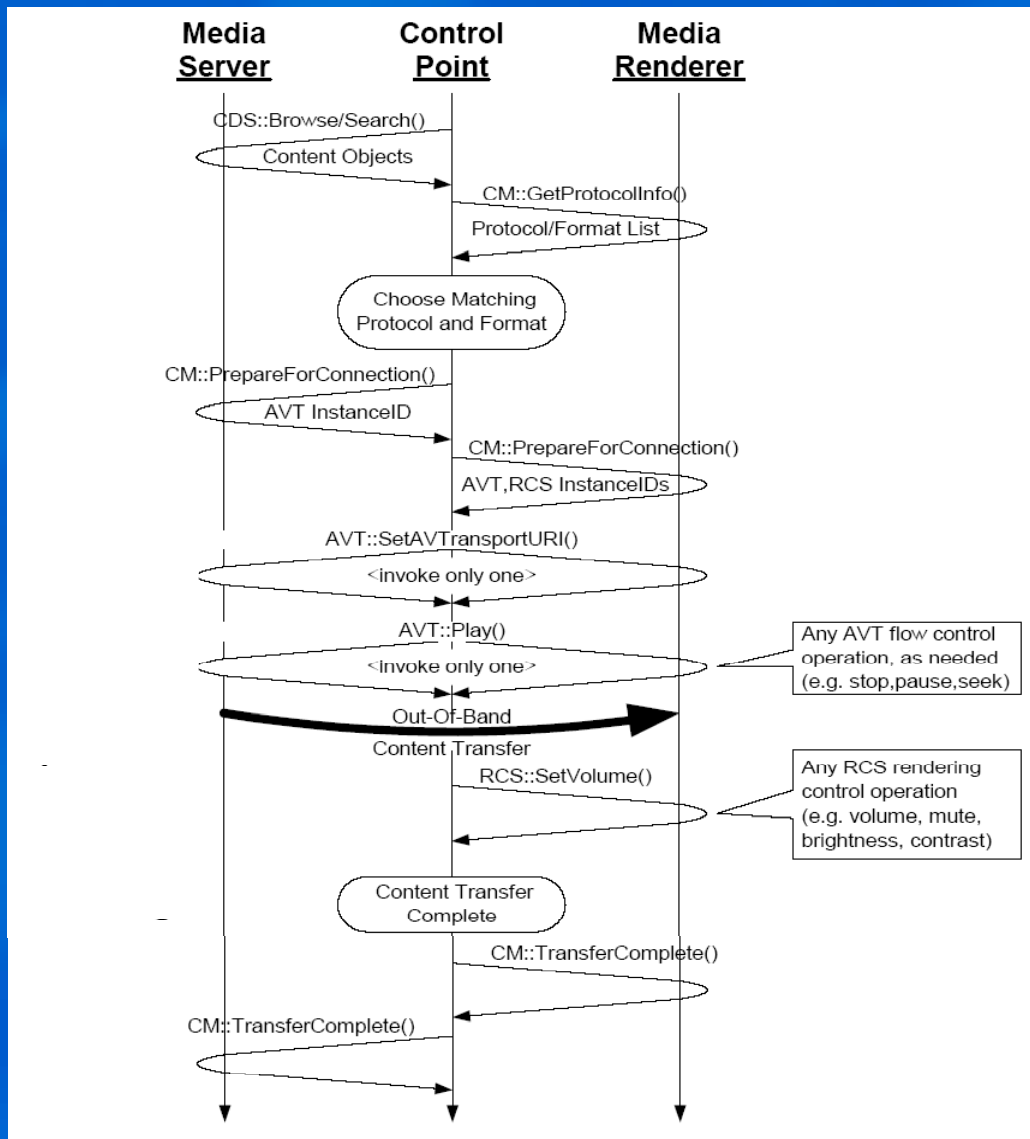 Media Server
Control Point
Media Renderer
CDS::Browse/Search()
Content Objects
CM::GetProtocolInfo()
Protocol/Format List
Choose Matching
Protocol and Format
CM::PrepareForConnection()
AVT InstanceID
CM::PrepareForConnection()
AVT,RCS InstanceIDs
AVT::SetAVTransportURI()
<invoke only one>
AVT::Play()
<invoke only one>
Any AVT flow control
operation, as needed
(e.g. stop,pause,seek)
Out-Of-Band
Content Transfer
RCS::SetVolume()
Any RCS rendering
control operation
(e.g. volume, mute,
brightness, contrast)
Content Transfer
Complete
CM::TransferComplete()
CM::TransferComplete()